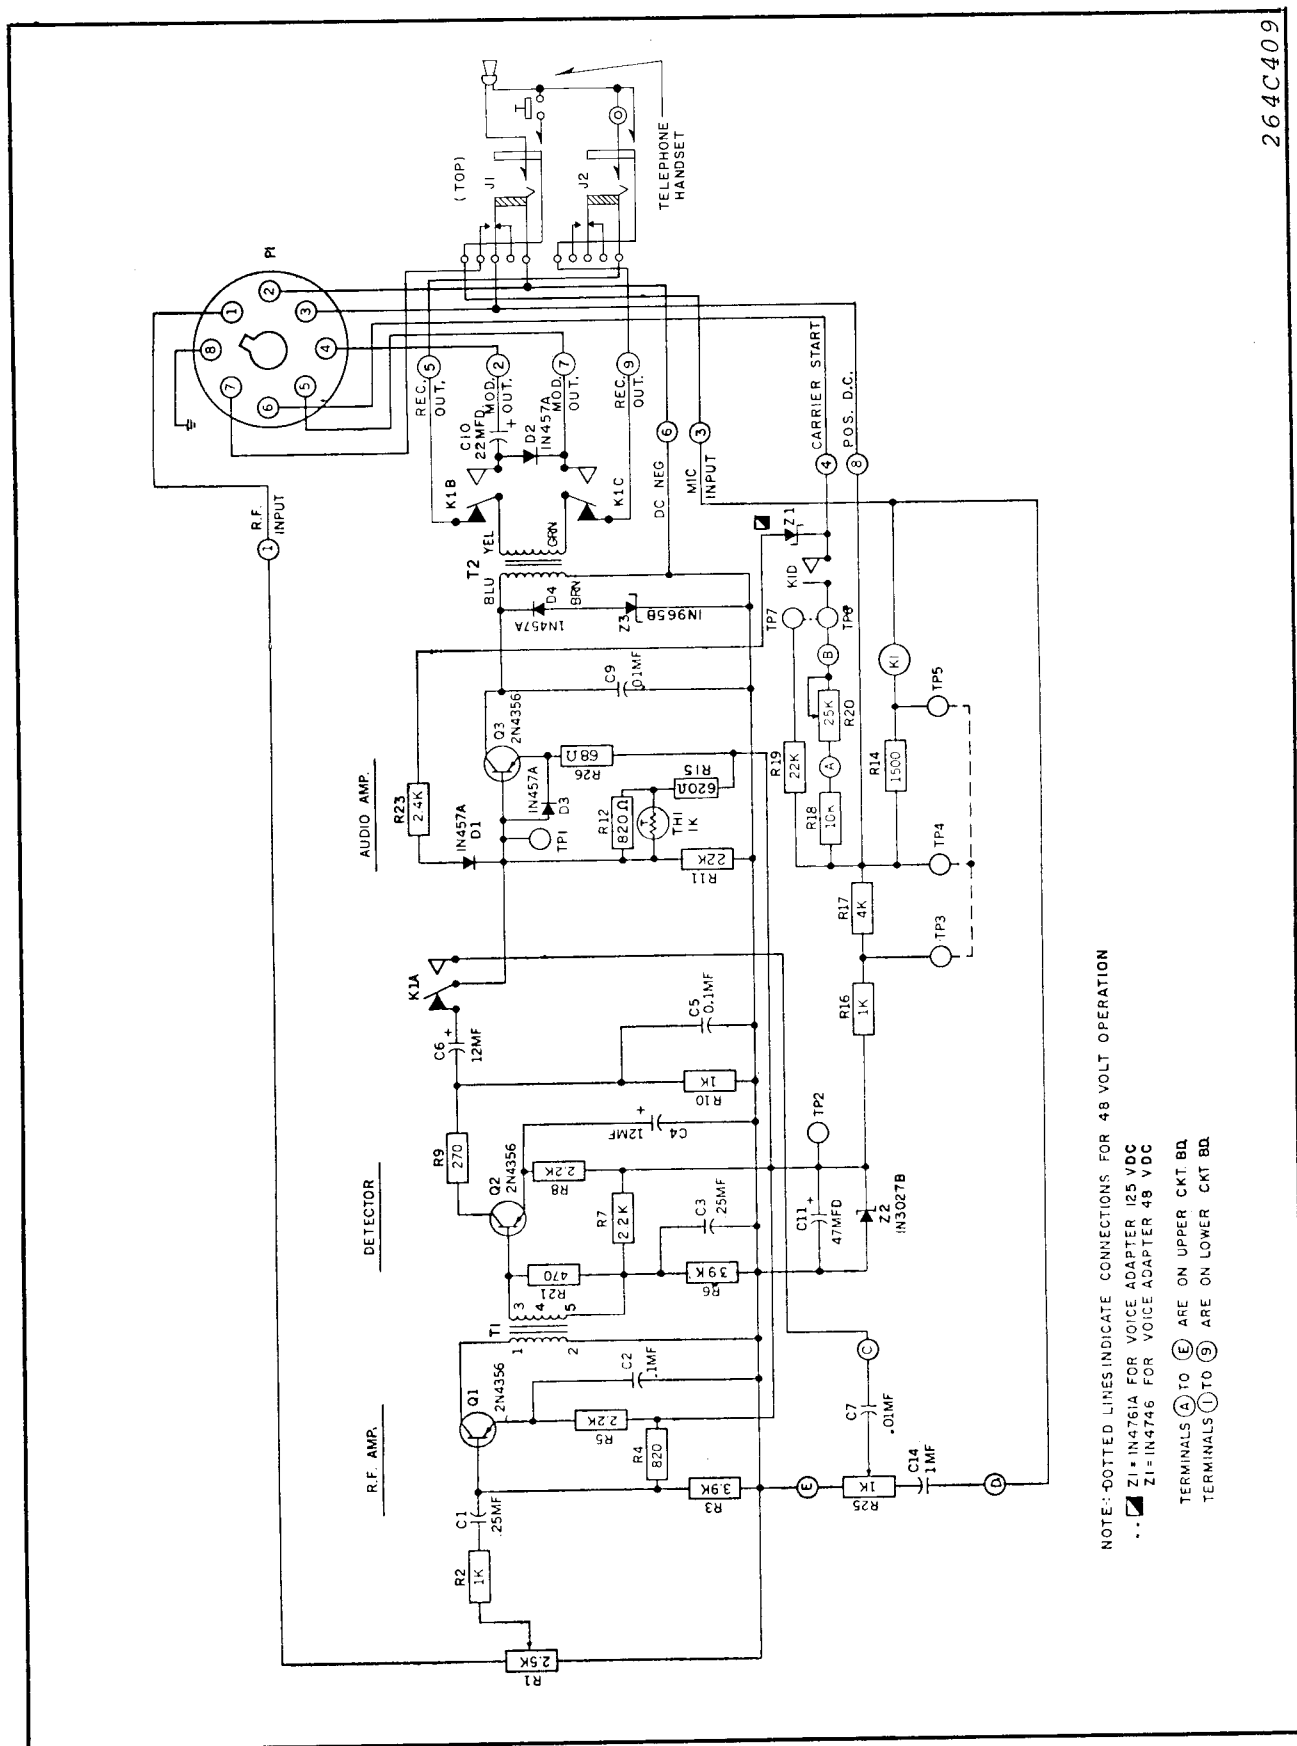 264C409
P1
1
2
3
4
5
6
7
8
(TOP)
J1
J2
TELEPHONE
HANDSET
R.F.
INPUT
1
REC.
OUT.
5
MOD.
OUT.
2
MOD.
OUT.
7
REC.
OUT.
9
C10
22MFD
+
D2
IN457A
K1B
K1C
YEL
GRN
T2
BLU
BRN
DC NEG
6
MIC
INPUT
3
CARRIER START
4
POS. D.C.
8
Z1
K1D
D4
1N457A
Z3
IN965B
TP7
TP6
B
K1
TP5
C9
.01MF
AUDIO AMP.
R23
2.4K
IN457A
D1
Q3
2N4356
IN457A
D3
TP1
R26
68Ω
R12
820Ω
R15
620Ω
T
TH1
1K
R11
22K
R19
22K
R20
25K
A
R18
10K
R14
1500
TP4
R17
4K
TP3
R16
1K
K1A
C6
+
12MF
C5
0.1MF
R10
1K
DETECTOR
R9
270
Q2
2N4356
R8
2.2K
C4
12MF
+
R7
2.2K
C3
.25MF
R21
470
R6
3.9K
TP2
C11
+
47MFD
Z2
IN3027B
T1
1
2
3
4
5
R.F. AMP.
Q1
2N4356
C2
.1MF
R5
2.2K
R4
820
R3
3.9K
C1
.25MF
R2
1K
R1
2.5K
C
C7
.01MF
E
R25
1K
C14
1MF
D
NOTE:-DOTTED LINES INDICATE CONNECTIONS FOR 48 VOLT OPERATION
Z1 = IN4761A FOR VOICE ADAPTER 125 VDC
Z1 = IN4746 FOR VOICE ADAPTER 48 VDC
TERMINALS A TO E ARE ON UPPER CKT. BD.
TERMINALS 1 TO 9 ARE ON LOWER CKT BD.